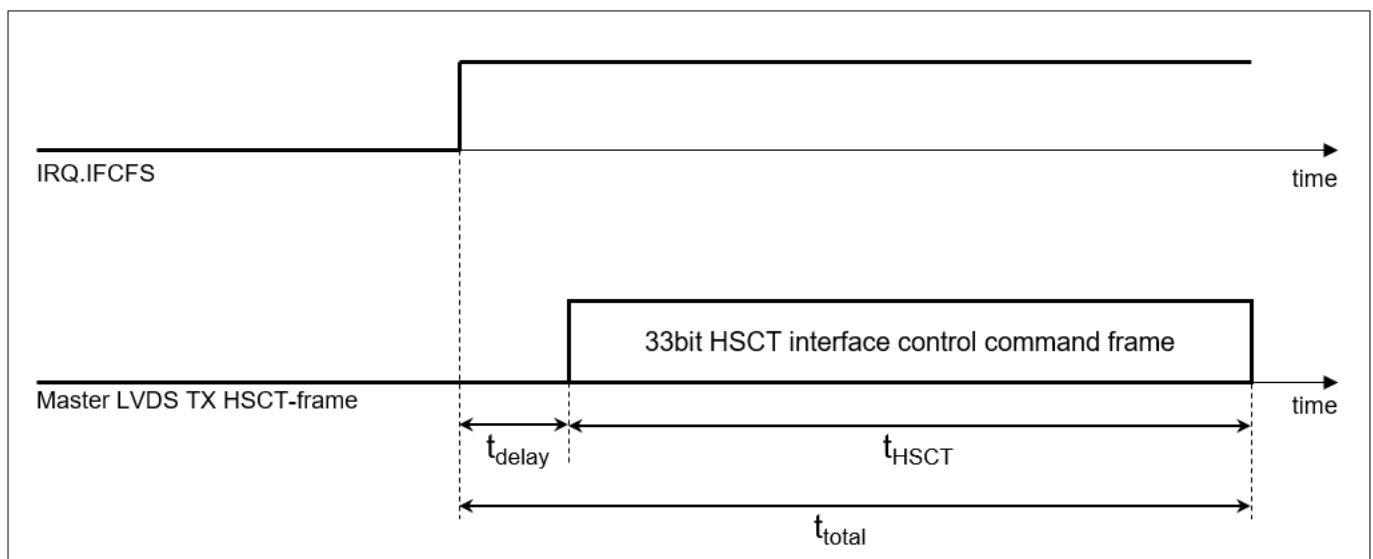 IRQ.IFCFS
time
33bit HSCT interface control command frame
Master LVDS TX HSCT-frame
time
tdelay
tHSCT
ttotal